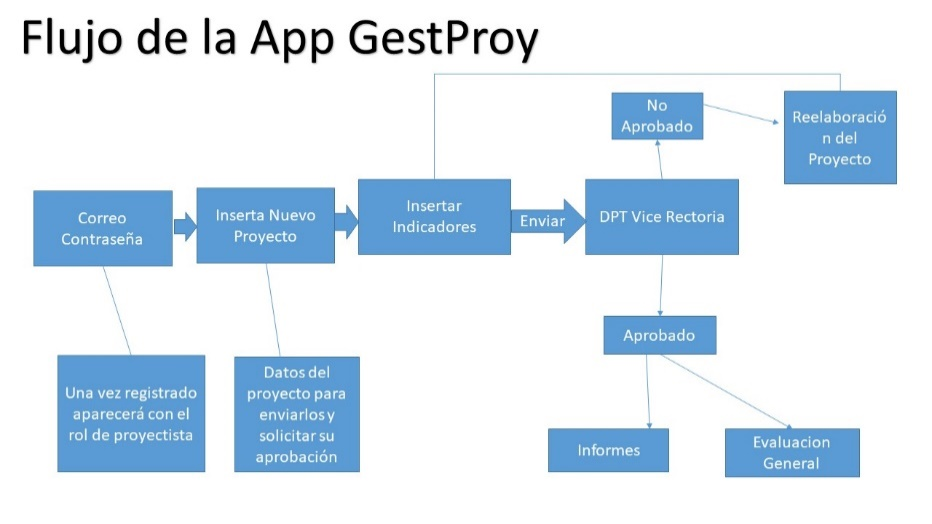 Flujo de la App GestProy
No
Aprobado
Reelaboració
n del
Proyecto
Correo
Contraseña
Inserta Nuevo
Proyecto
Insertar
Indicadores
Enviar
DPT Vice Rectoria
Aprobado
Una vez registrado
aparecerá con el
rol de proyectista
Datos del
proyecto para
enviarlos y
solicitar su
aprobación
Informes
Evaluacion
General